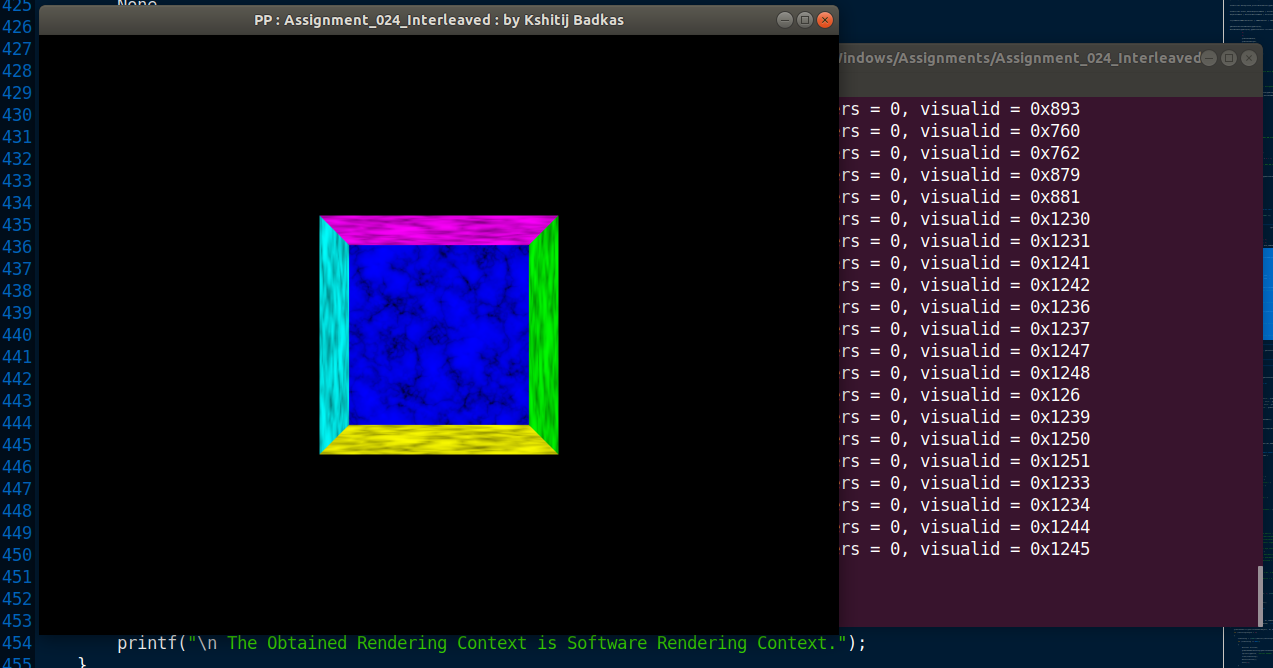 425 None
PP : Assignment_024_Interleaved : by Kshitij Badkas
426
427
indows/Assignments/Assignment_024_Interleaved
428
429
430 ers = 0, visualid = 0x893
431 ers = 0, visualid = 0x760
432 ers = 0, visualid = 0x762
433 ers = 0, visualid = 0x879
434 ers = 0, visualid = 0x881
435 ers = 0, visualid = 0x1230
436 ers = 0, visualid = 0x1231
437 ers = 0, visualid = 0x1241
438 ers = 0, visualid = 0x1242
439 ers = 0, visualid = 0x1236
440 ers = 0, visualid = 0x1237
441 ers = 0, visualid = 0x1247
442 ers = 0, visualid = 0x1248
443 ers = 0, visualid = 0x126
444 ers = 0, visualid = 0x1239
445 ers = 0, visualid = 0x1250
446 ers = 0, visualid = 0x1251
447 ers = 0, visualid = 0x1233
448 ers = 0, visualid = 0x1234
449 ers = 0, visualid = 0x1244
450 ers = 0, visualid = 0x1245
451
452
453
454 printf("\n The Obtained Rendering Context is Software Rendering Context.");
455 }